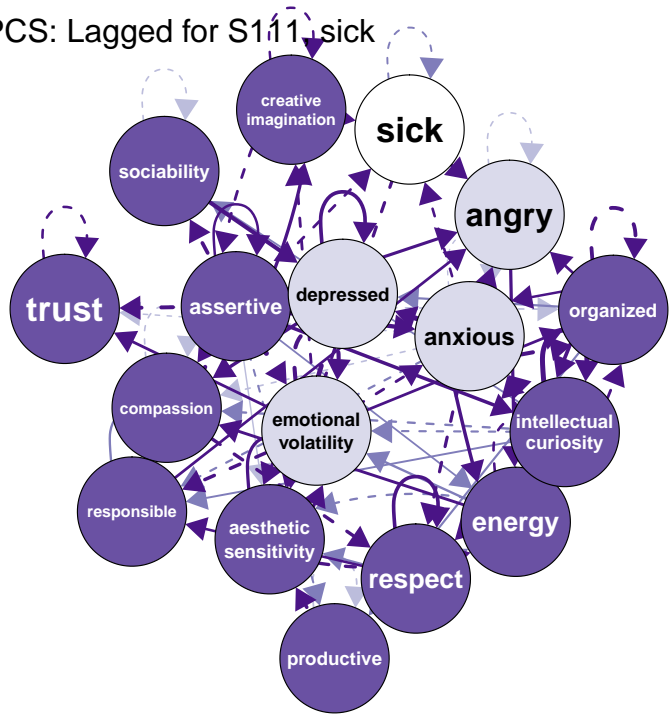 PCS: Lagged for S111, sick
creative
imagination
sick
sociability
angry
trust
assertive
depressed
organized
anxious
compassion
emotional
volatility
intellectual
curiosity
responsible
aesthetic
sensitivity
energy
respect
productive